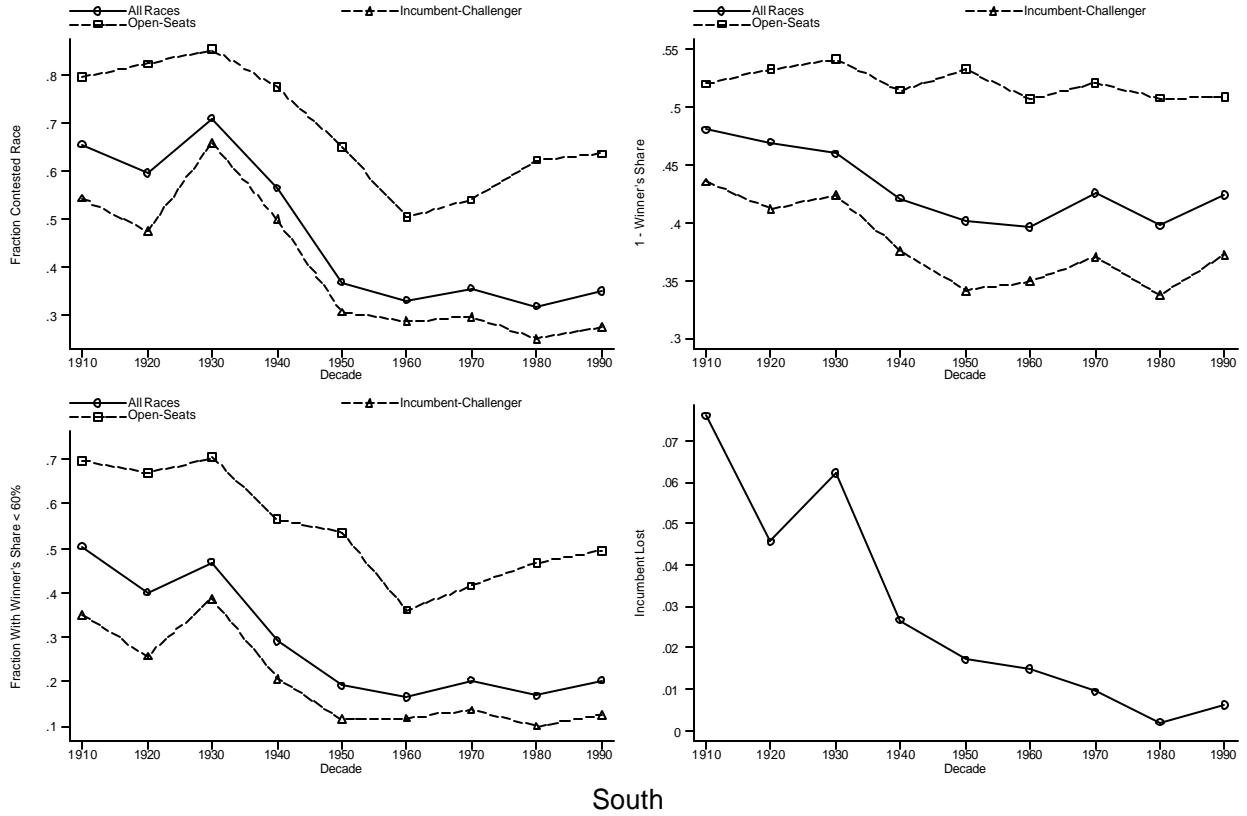 All Races
Incumbent-Challenger
Open-Seats
Fraction Contested Race
.8
.7
.6
.5
.4
.3
1910 1920 1930 1940 1950 1960 1970 1980 1990
Decade
All Races
Incumbent-Challenger
Open-Seats
1 - Winner's Share
.55
.5
.45
.4
.35
.3
1910 1920 1930 1940 1950 1960 1970 1980 1990
Decade
All Races
Incumbent-Challenger
Open-Seats
Fraction With Winner's Share < 60%
.7
.6
.5
.4
.3
.2
.1
1910 1920 1930 1940 1950 1960 1970 1980 1990
Decade
Incumbent Lost
.07
.06
.05
.04
.03
.02
.01
0
1910 1920 1930 1940 1950 1960 1970 1980 1990
Decade
South